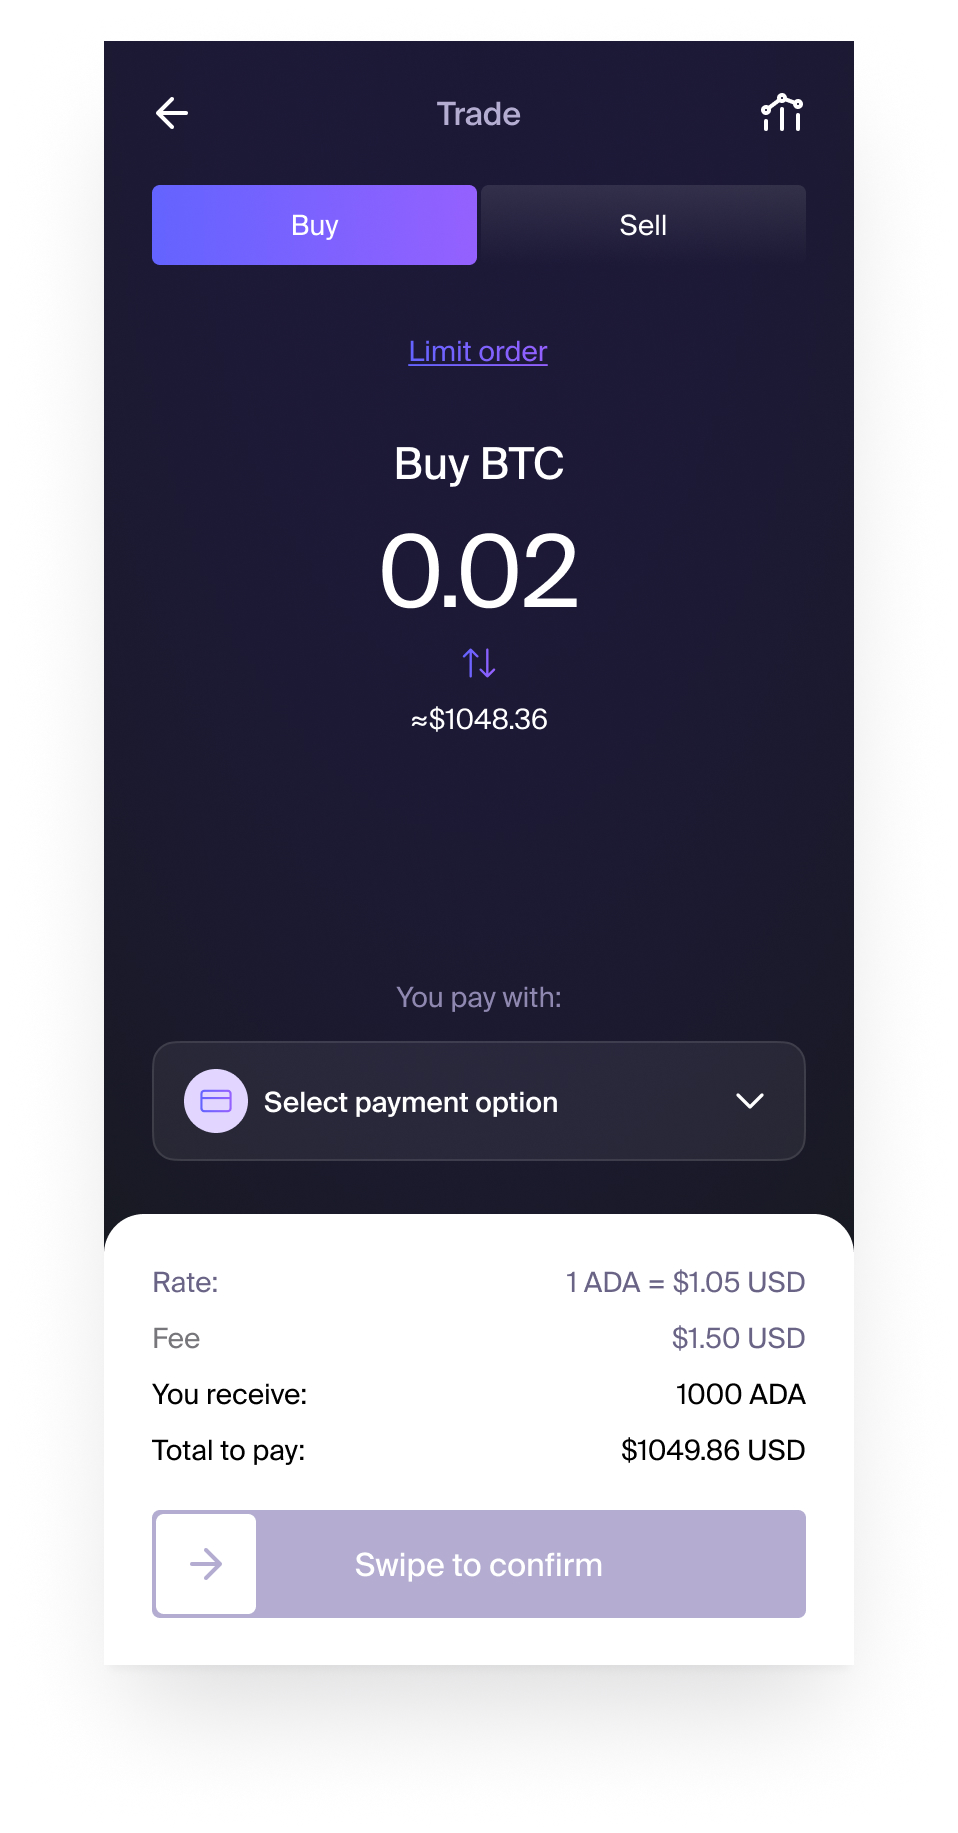 Trade
Buy
Sell
Limit order
Buy BTC
0.02
≈$1048.36
You pay with:
Select payment option
Rate: 1 ADA = $1.05 USD
Fee $1.50 USD
You receive: 1000 ADA
Total to pay: $1049.86 USD
Swipe to confirm